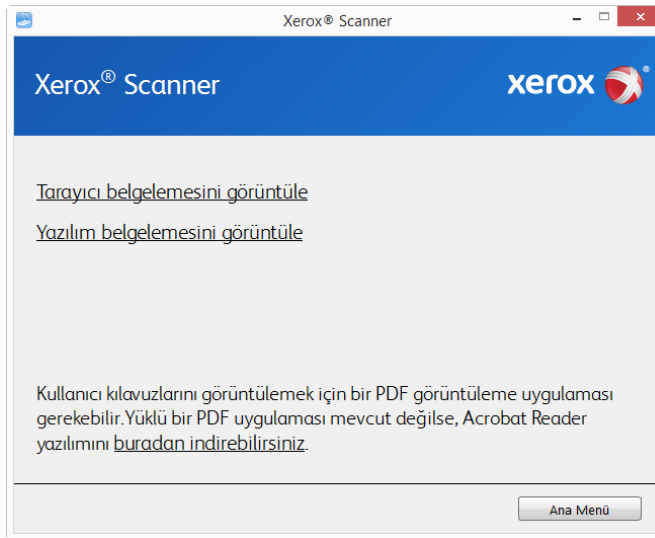 Xerox® Scanner
Xerox® Scanner
xerox®
Tarayıcı belgelemesini görüntüle
Yazılım belgelemesini görüntüle
Kullanıcı kılavuzlarını görüntülemek için bir PDF görüntüleme uygulaması
gerekebilir.Yüklü bir PDF uygulaması mevcut değilse, Acrobat Reader
yazılımını buradan indirebilirsiniz.
Ana Menü